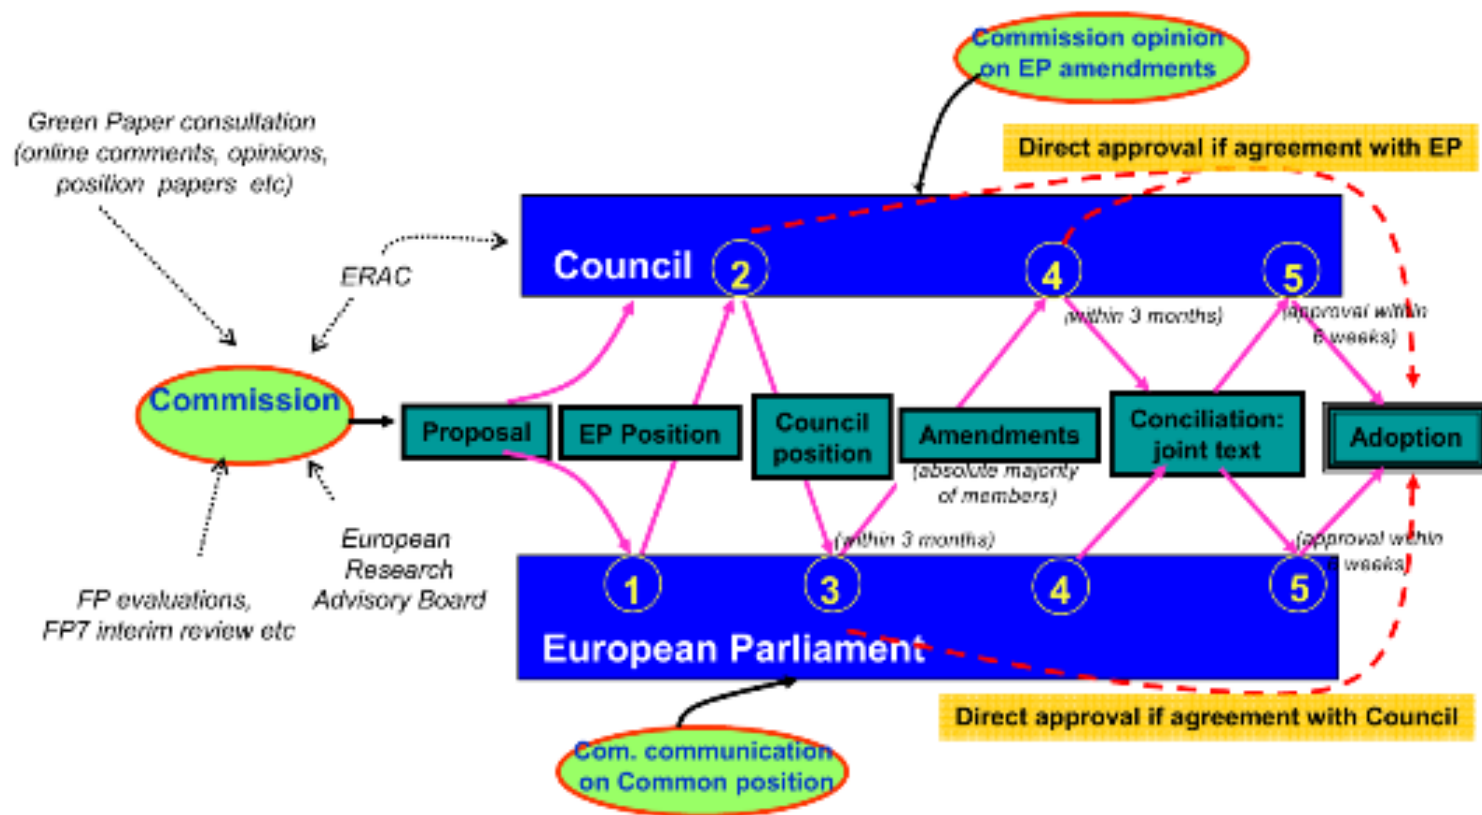 Commission opinion
on EP amendments
Green Paper consultation
(online comments, opinions,
position papers etc)
Direct approval if agreement with EP
ERAC
Council
2
4
5
(within 3 months)
(approval within
6 weeks)
Commission
Proposal
EP Position
Council
position
Amendments
(absolute majority
of members)
Conciliation:
joint text
Adoption
(within 3 months)
(approval within
6 weeks)
European
Research
Advisory Board
FP evaluations,
FP7 interim review etc
1
3
4
5
European Parliament
Direct approval if agreement with Council
Com. communication
on Common position